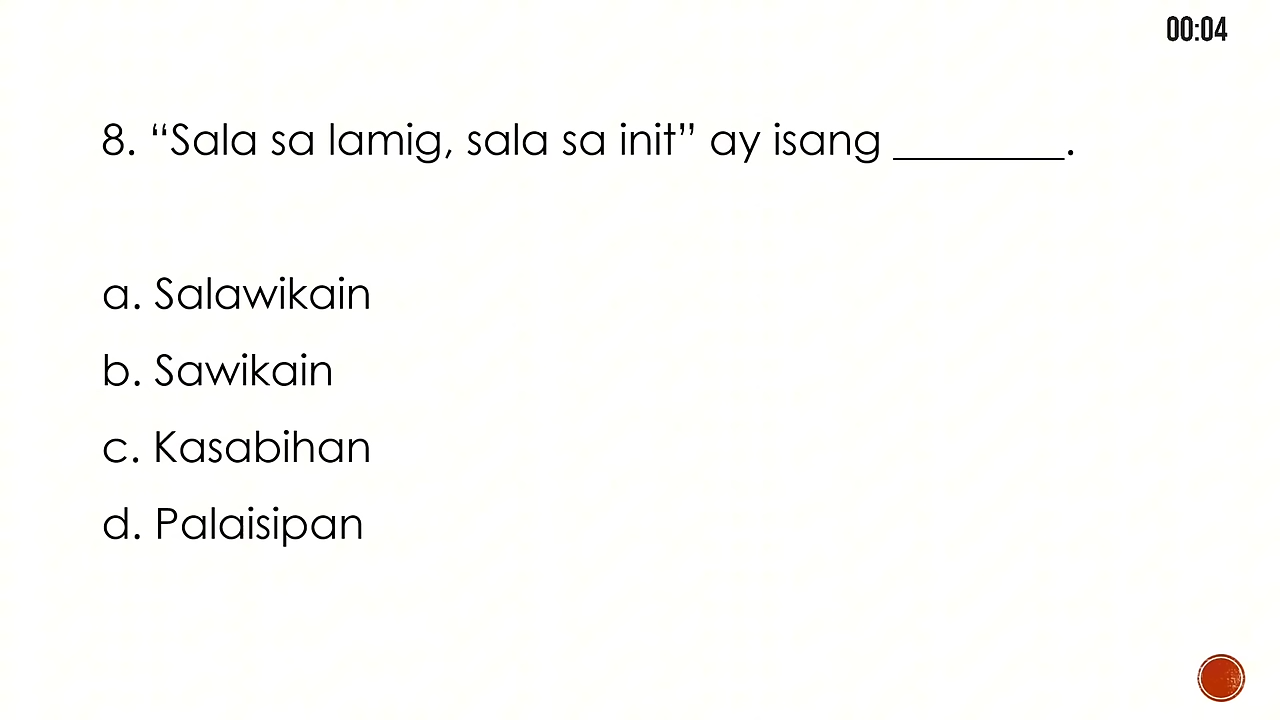 00:04
8. “Sala sa lamig, sala sa init” ay isang ________.
a. Salawikain
b. Sawikain
c. Kasabihan
d. Palaisipan